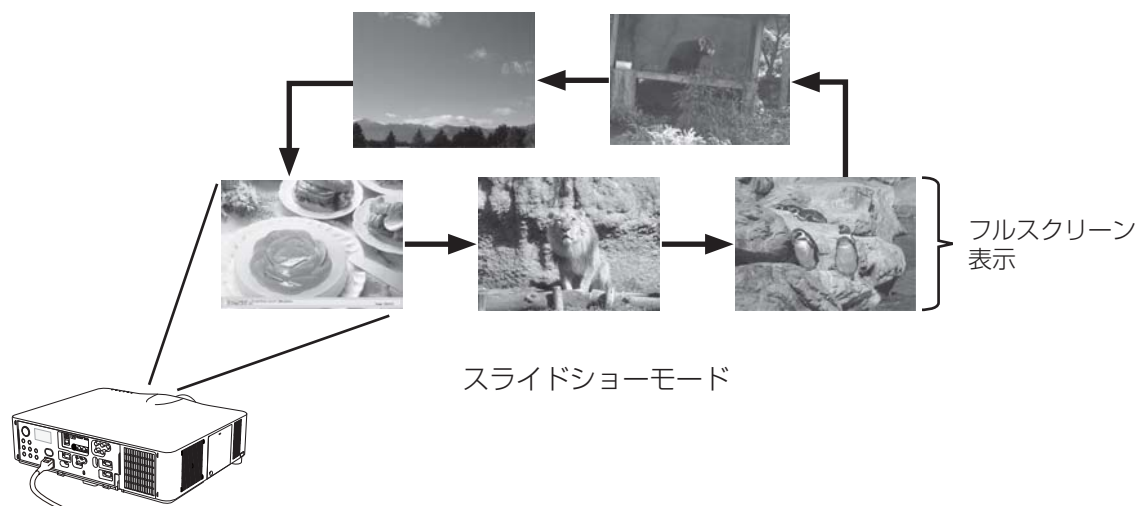 フルスクリーン
表示
スライドショーモード